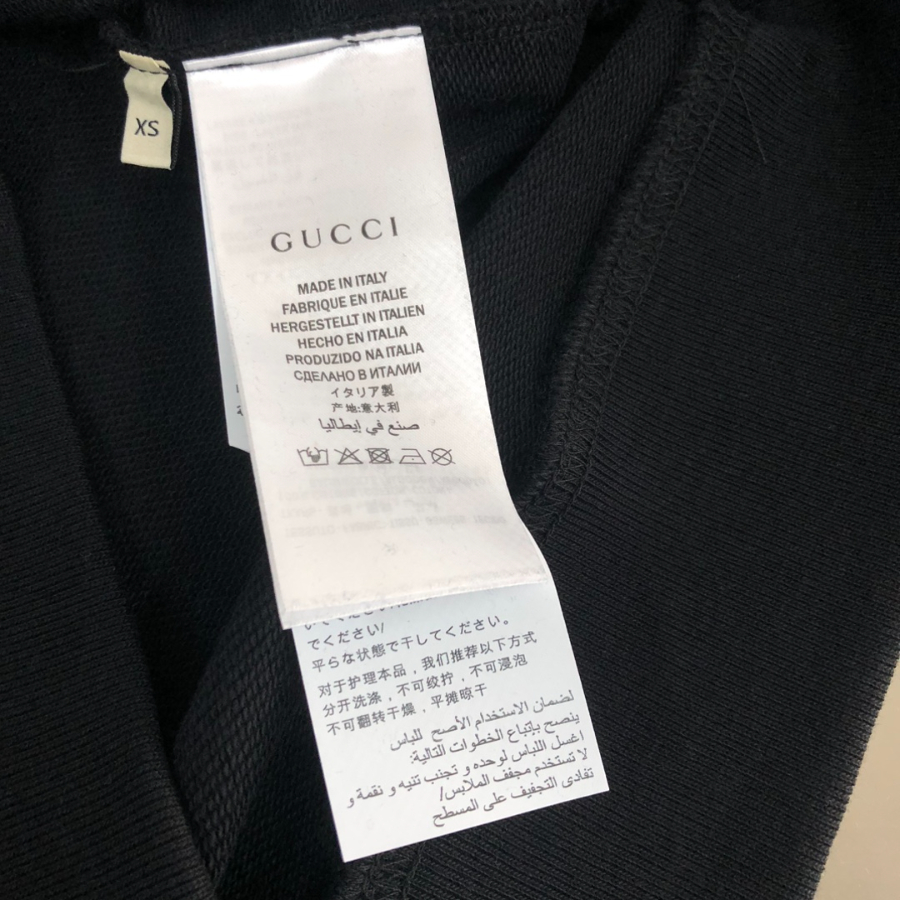 XS
GUCCI
MADE IN ITALY
FABRIQUE EN ITALIE
HERGESTELLT IN ITALIEN
HECHO EN ITALIA
PRODUZIDO NA ITALIA
СДЕЛАНО В ИТАЛИИ
イタリア製
产地:意大利
صنع في إيطاليا
でください/
平らな状態で干してください。
对于护理本品，我们推荐以下方式
分开洗涤，不可绞拧，不可浸泡
不可翻转干燥，平摊晾干
لضمان الاستخدام الأصح للباس
ينصح بإتباع الخطوات التالية:
اغسل اللباس لوحده و تجنب تنيه و نقمة و
لا تستخدم مجفف الملابس/
تفادى التجفيف على المسطح